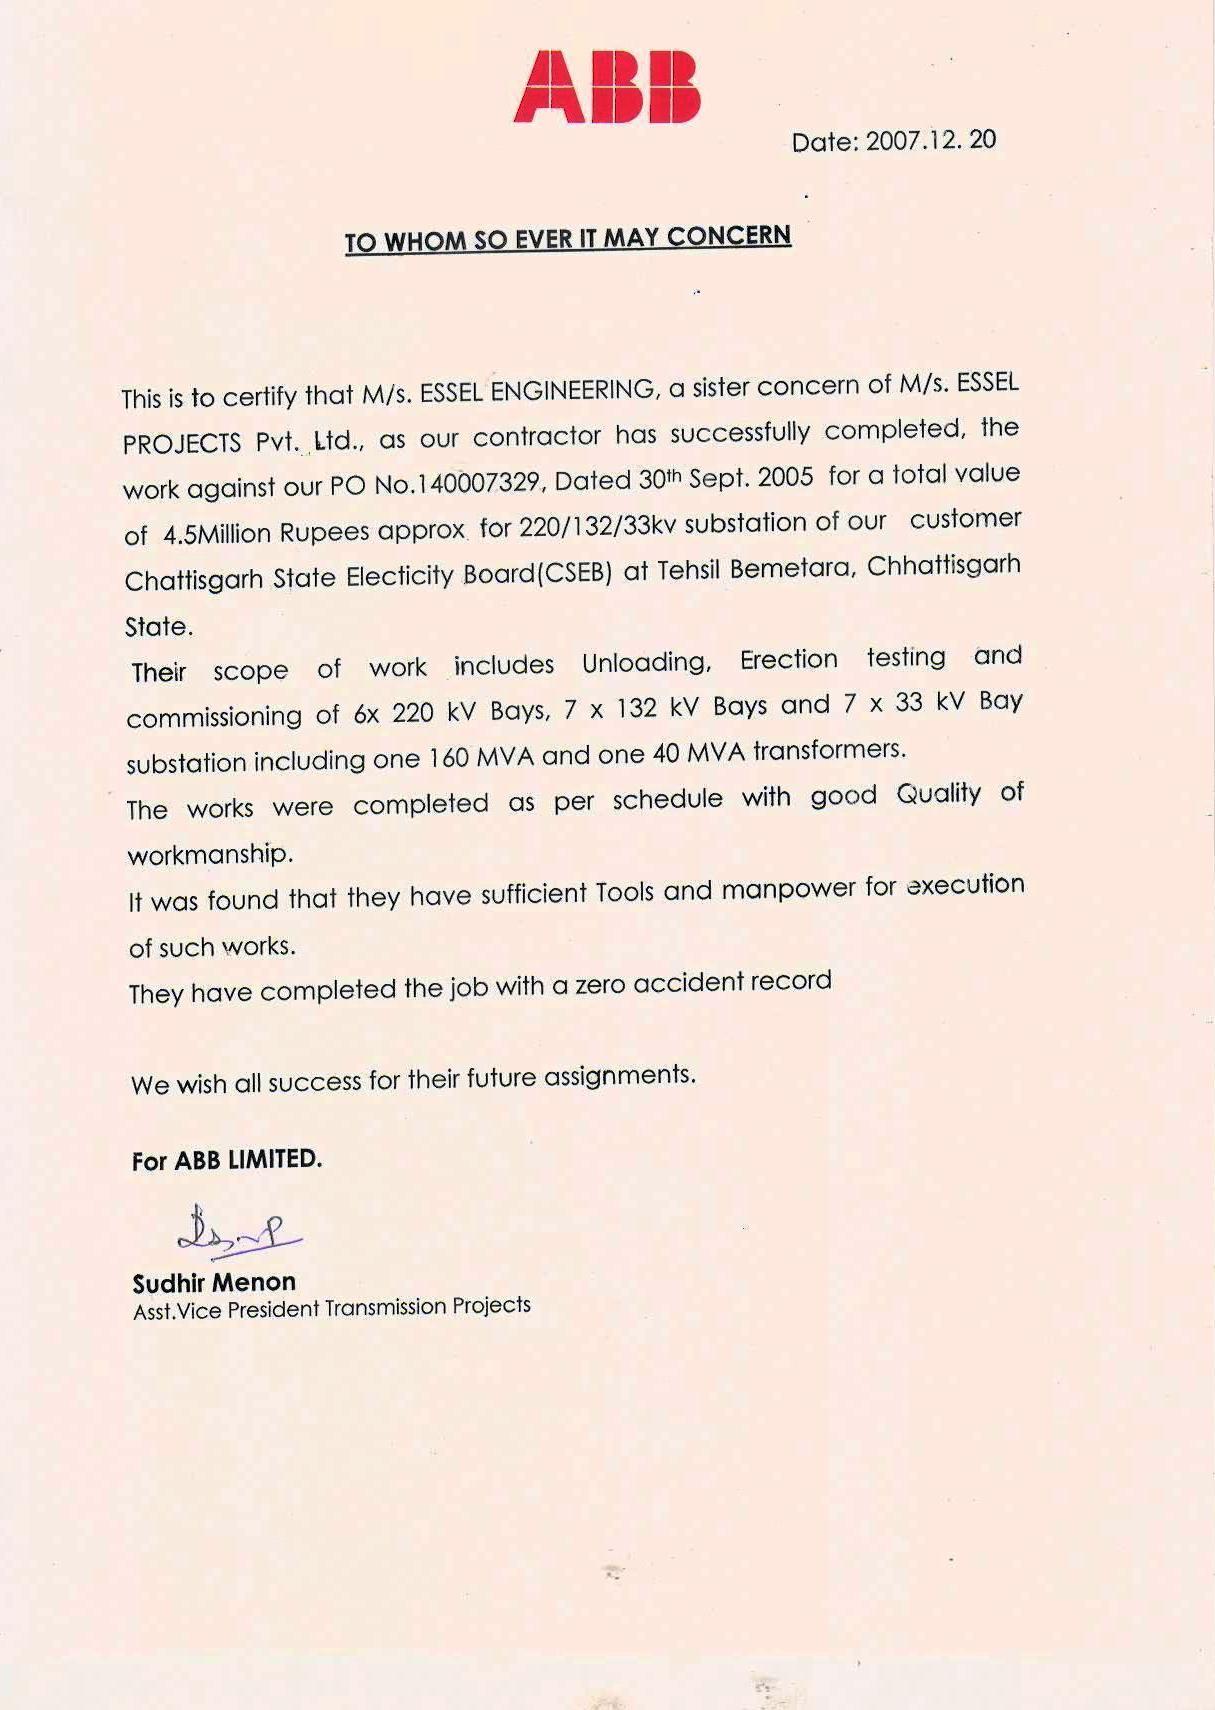 ABB
Date: 2007.12. 20
TO WHOM SO EVER IT MAY CONCERN
This is to certify that M/s. ESSEL ENGINEERING, a sister concern of M/s. ESSEL
PROJECTS Pvt. Ltd., as our contractor has successfully completed, the
work against our PO No.140007329, Dated 30th Sept. 2005 for a total value
of 4.5Million Rupees approx for 220/132/33kv substation of our customer
Chattisgarh State Electicity Board(CSEB) at Tehsil Bemetara, Chhattisgarh
State.
Their scope of work includes Unloading, Erection testing and
commissioning of 6x 220 kV Bays, 7 x 132 kV Bays and 7 x 33 kV Bay
substation including one 160 MVA and one 40 MVA transformers.
The works were completed as per schedule with good Quality of
workmanship.
It was found that they have sufficient Tools and manpower for execution
of such works.
They have completed the job with a zero accident record
We wish all success for their future assignments.
For ABB LIMITED.
Sudhir Menon
Asst.Vice President Transmission Projects